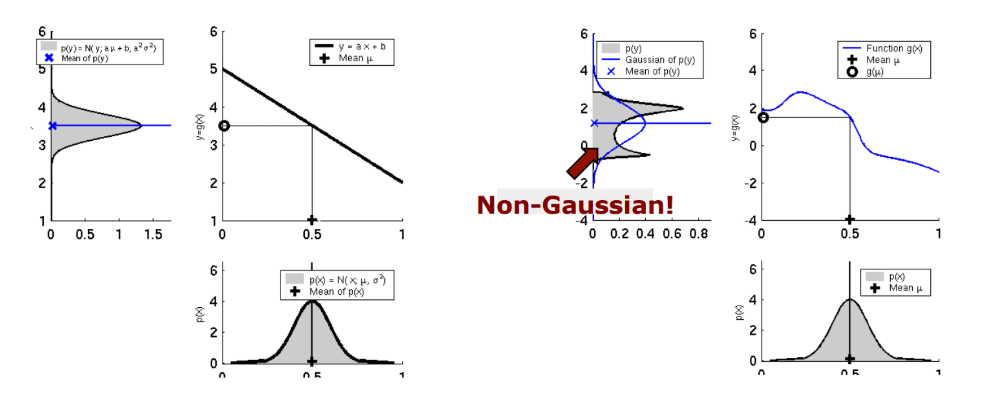 6
p(y) = N( y; a μ + b, a² σ²)
Mean of p(y)
5
4
3
2
1
0 0.5 1 1.5
6
y = a x + b
Mean μ
5
4
y=g(x)
3
2
1
0 0.5 1
6
p(x) = N( x; μ, σ²)
Mean of p(x)
4
p(x)
2
0
0 0.5 1
6
p(y)
Gaussian of p(y)
Mean of p(y)
4
2
0
-2
Non-Gaussian!
-4
0 0.2 0.4 0.6 0.8
6
Function g(x)
Mean μ
g(μ)
4
2
y=g(x)
0
-2
-4
0 0.5 1
6
p(x)
Mean μ
4
p(x)
2
0
0 0.5 1